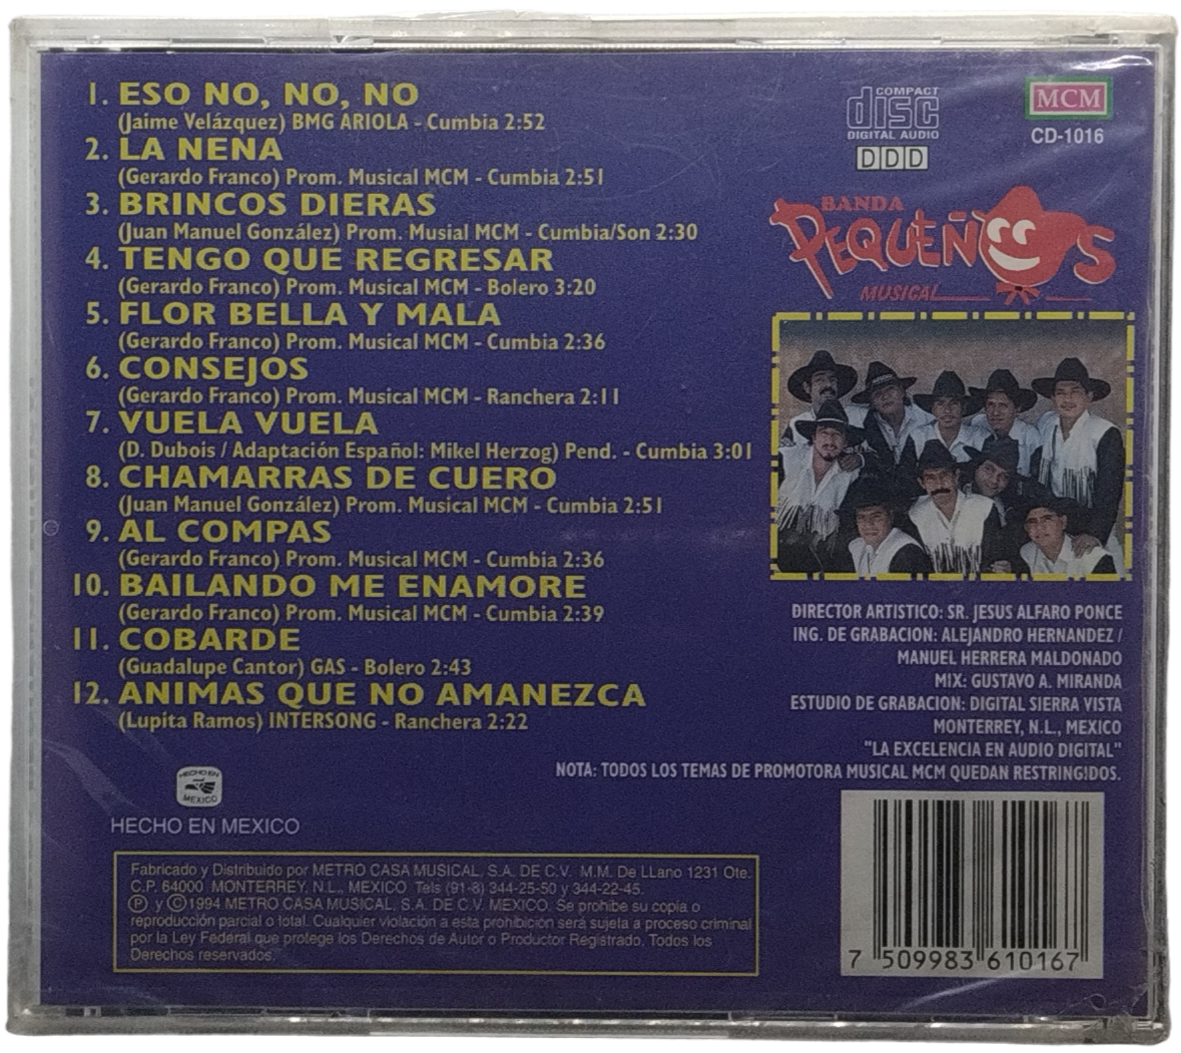 1. ESO NO, NO, NO
(Jaime Velázquez) BMG ARIOLA - Cumbia 2:52
2. LA NENA
(Gerardo Franco) Prom. Musical MCM - Cumbia 2:51
3. BRINCOS DIERAS
(Juan Manuel González) Prom. Musial MCM - Cumbia/Son 2:30
4. TENGO QUE REGRESAR
(Gerardo Franco) Prom. Musical MCM - Bolero 3:20
5. FLOR BELLA Y MALA
(Gerardo Franco) Prom. Musical MCM - Cumbia 2:36
6. CONSEJOS
(Gerardo Franco) Prom. Musical MCM - Ranchera 2:11
7. VUELA VUELA
(D. Dubois / Adaptación Español: Mikel Herzog) Pend. - Cumbia 3:01
8. CHAMARRAS DE CUERO
(Juan Manuel González) Prom. Musical MCM - Cumbia 2:51
9. AL COMPAS
(Gerardo Franco) Prom. Musical MCM - Cumbia 2:36
10. BAILANDO ME ENAMORE
(Gerardo Franco) Prom. Musical MCM - Cumbia 2:39
11. COBARDE
(Guadalupe Cantor) GAS - Bolero 2:43
12. ANIMAS QUE NO AMANEZCA
(Lupita Ramos) INTERSONG - Ranchera 2:22
COMPACT
disc
DIGITAL AUDIO
DDD
MCM
CD-1016
BANDA
PEQUEÑOS
MUSICAL
DIRECTOR ARTISTICO: SR. JESUS ALFARO PONCE
ING. DE GRABACION: ALEJANDRO HERNANDEZ /
MANUEL HERRERA MALDONADO
MIX: GUSTAVO A. MIRANDA
ESTUDIO DE GRABACION: DIGITAL SIERRA VISTA
MONTERREY, N.L., MEXICO
"LA EXCELENCIA EN AUDIO DIGITAL"
NOTA: TODOS LOS TEMAS DE PROMOTORA MUSICAL MCM QUEDAN RESTRINGIDOS.
HECHO EN
MEXICO
HECHO EN MEXICO
Fabricado y Distribuido por METRO CASA MUSICAL, S.A. DE C.V. M.M. De LLano 1231 Ote.
C.P. 64000 MONTERREY, N.L., MEXICO Tels (91-8) 344-25-50 y 344-22-45.
Ⓟ y Ⓒ1994 METRO CASA MUSICAL, S.A. DE C.V. MEXICO. Se prohibe su copia o
reproducción parcial o total. Cualquier violación a esta prohibición será sujeta a proceso criminal
por la Ley Federal que protege los Derechos de Autor o Productor Registrado. Todos los
Derechos reservados.
7 509983 610167